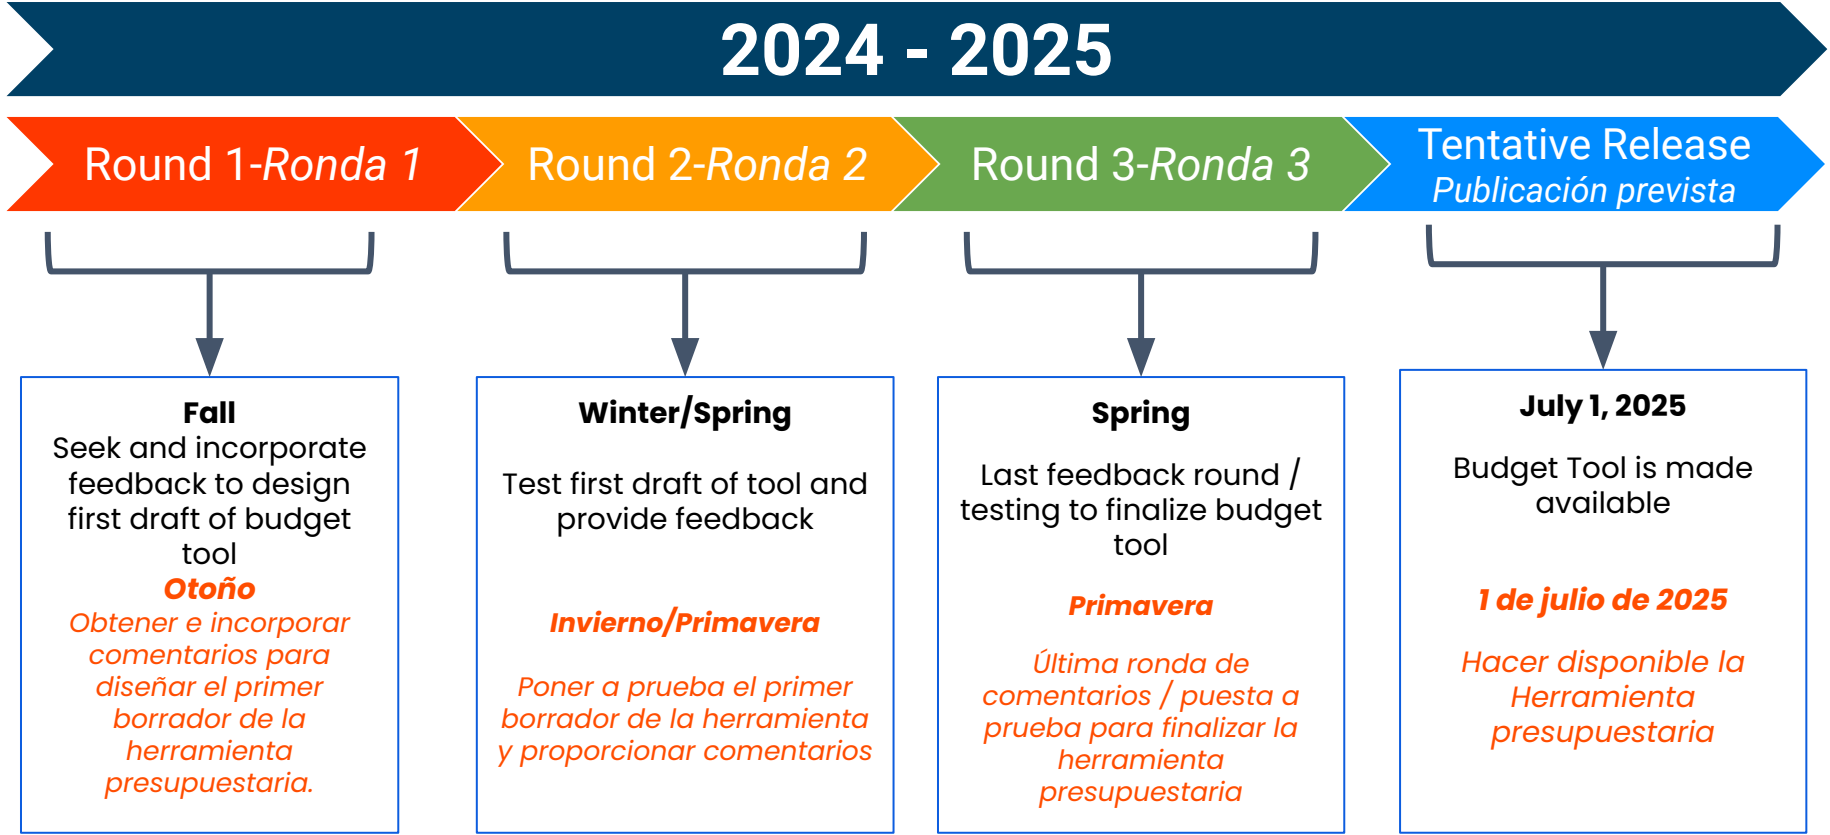 2024 - 2025
Round 1-Ronda 1
Round 2-Ronda 2
Round 3-Ronda 3
Tentative Release
Publicación prevista
Fall
Seek and incorporate
feedback to design
first draft of budget
tool
Otoño
Obtener e incorporar
comentarios para
diseñar el primer
borrador de la
herramienta
presupuestaria.
Winter/Spring
Test first draft of tool and
provide feedback
Invierno/Primavera
Poner a prueba el primer
borrador de la herramienta
y proporcionar comentarios
Spring
Last feedback round /
testing to finalize budget
tool
Primavera
Última ronda de
comentarios / puesta a
prueba para finalizar la
herramienta
presupuestaria
July 1, 2025
Budget Tool is made
available
1 de julio de 2025
Hacer disponible la
Herramienta
presupuestaria